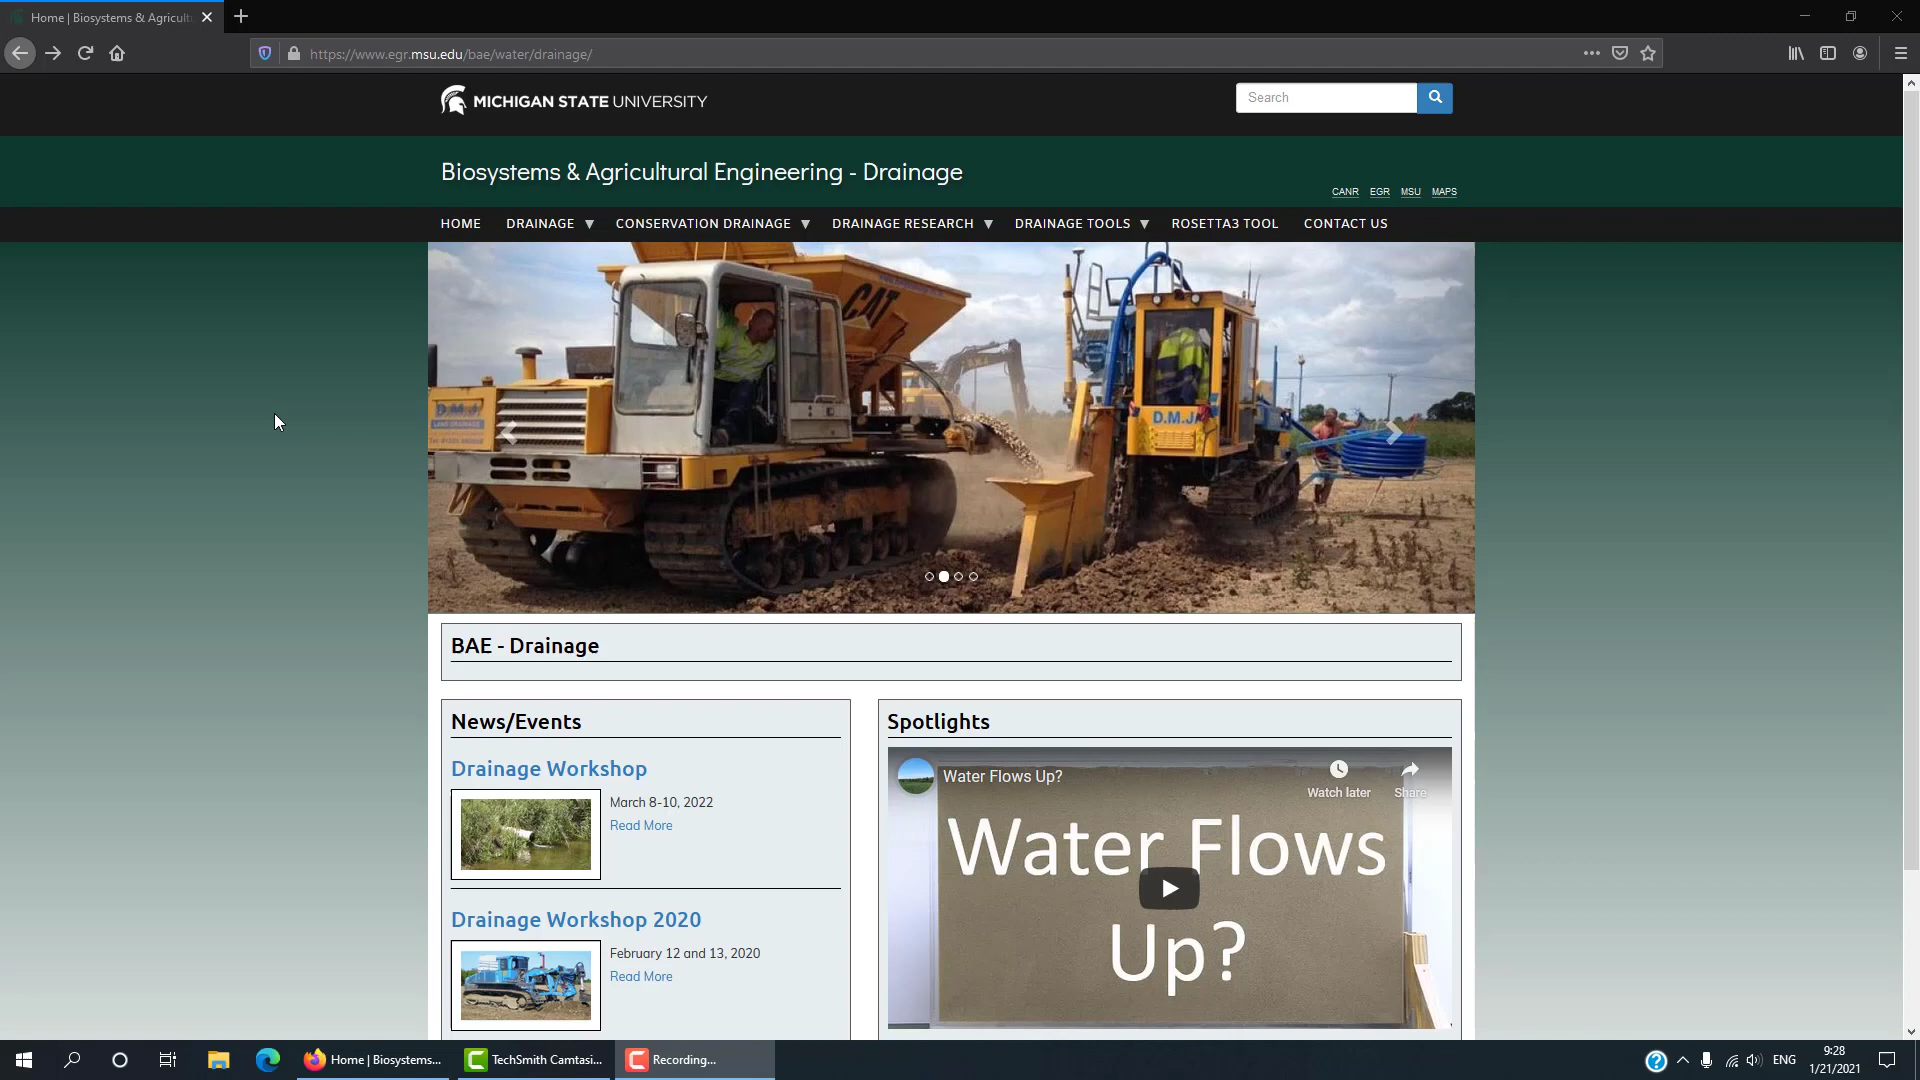 Home | Biosystems & Agricultu
https://www.egr.msu.edu/bae/water/drainage/
MICHIGAN STATE UNIVERSITY
Search
Biosystems & Agricultural Engineering - Drainage
CANR EGR MSU MAPS
HOME DRAINAGE CONSERVATION DRAINAGE DRAINAGE RESEARCH DRAINAGE TOOLS ROSETTA3 TOOL CONTACT US
CAT
D.M.J
D.M.J
LAND DRAINAGE
BAE - Drainage
News/Events
Drainage Workshop
March 8-10, 2022
Read More
Drainage Workshop 2020
February 12 and 13, 2020
Read More
Spotlights
Water Flows Up?
Watch later
Share
Water Flows
Up?
Home | Biosystems...
TechSmith Camtasi...
Recording...
ENG
9:28
1/21/2021